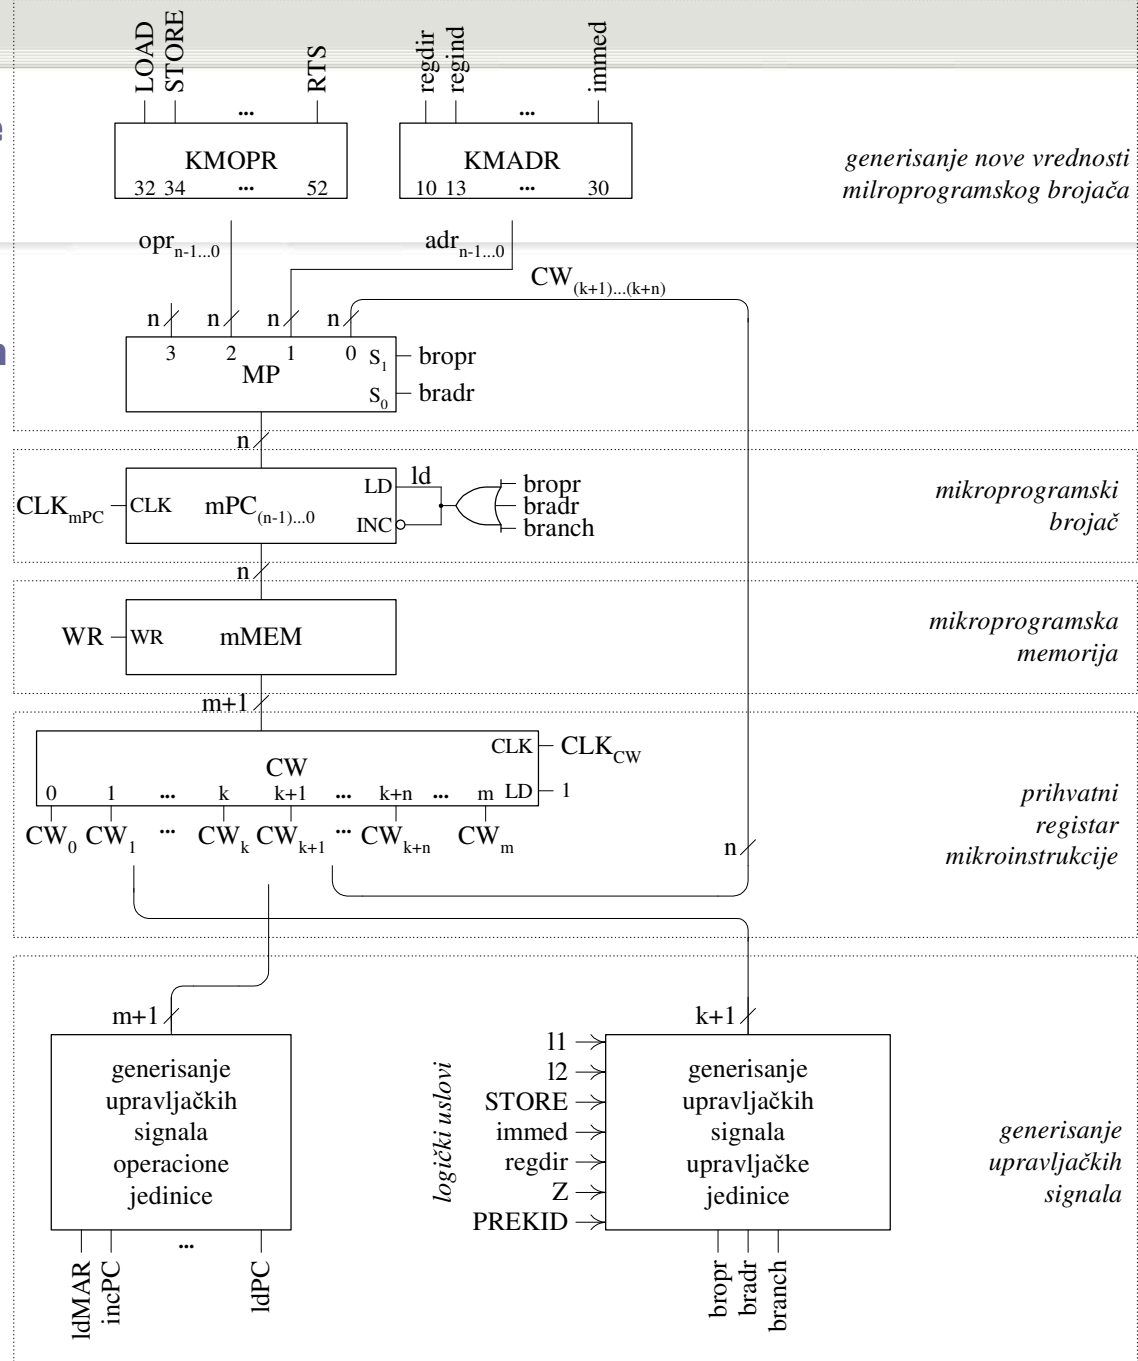 LOAD
STORE
RTS
regdir
regind
immed
...
...
KMOPR
32 34 ... 52
KMADR
10 13 ... 30
generisanje nove vrednosti
milroprogramskog brojača
opr n-1...0
adr n-1...0
CW (k+1)...(k+n)
n n n n
3 2 1 0 S1 bropr
MP
S0 bradr
n
CLK mPC CLK mPC (n-1)...0 LD ld
INC
bropr
bradr
branch
mikroprogramski
brojač
n
WR WR mMEM
mikroprogramska
memorija
m+1
CLK CLK CW
CW
0 1 ... k k+1 ... k+n ... m LD 1
CW0 CW1 ... CWk CWk+1 ... CWk+n CWm
prihvatni
registar
mikroinstrukcije
n
m+1
k+1
generisanje
upravljačkih
signala
operacione
jedinice
...
ldMAR
incPC
ldPC
logički uslovi
l1
l2
STORE
immed
regdir
Z
PREKID
generisanje
upravljačkih
signala
upravljačke
jedinice
bropr
bradr
branch
generisanje
upravljačkih
signala